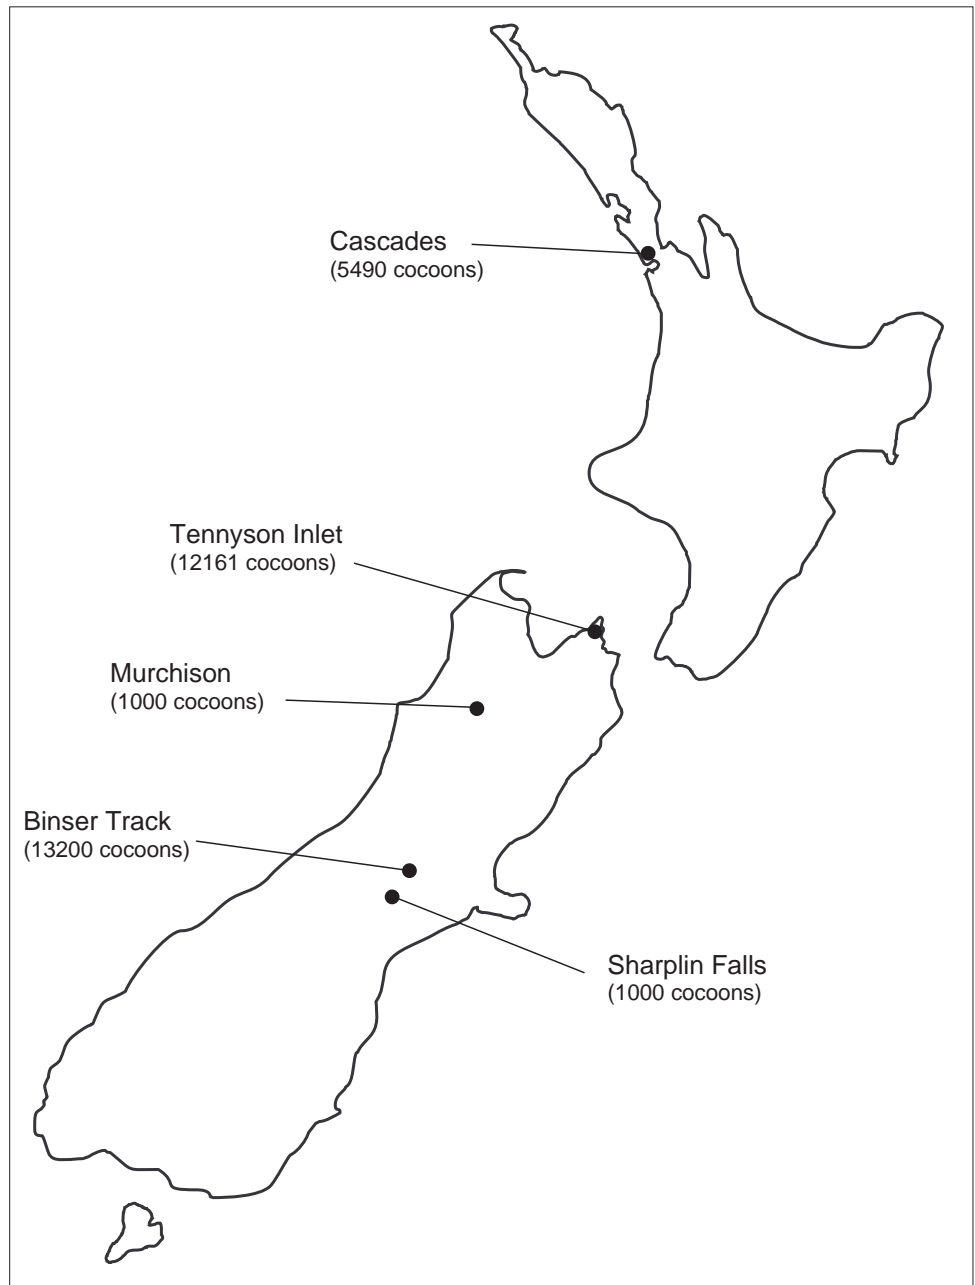 Cascades
(5490 cocoons)
Tennyson Inlet
(12161 cocoons)
Murchison
(1000 cocoons)
Binser Track
(13200 cocoons)
Sharplin Falls
(1000 cocoons)